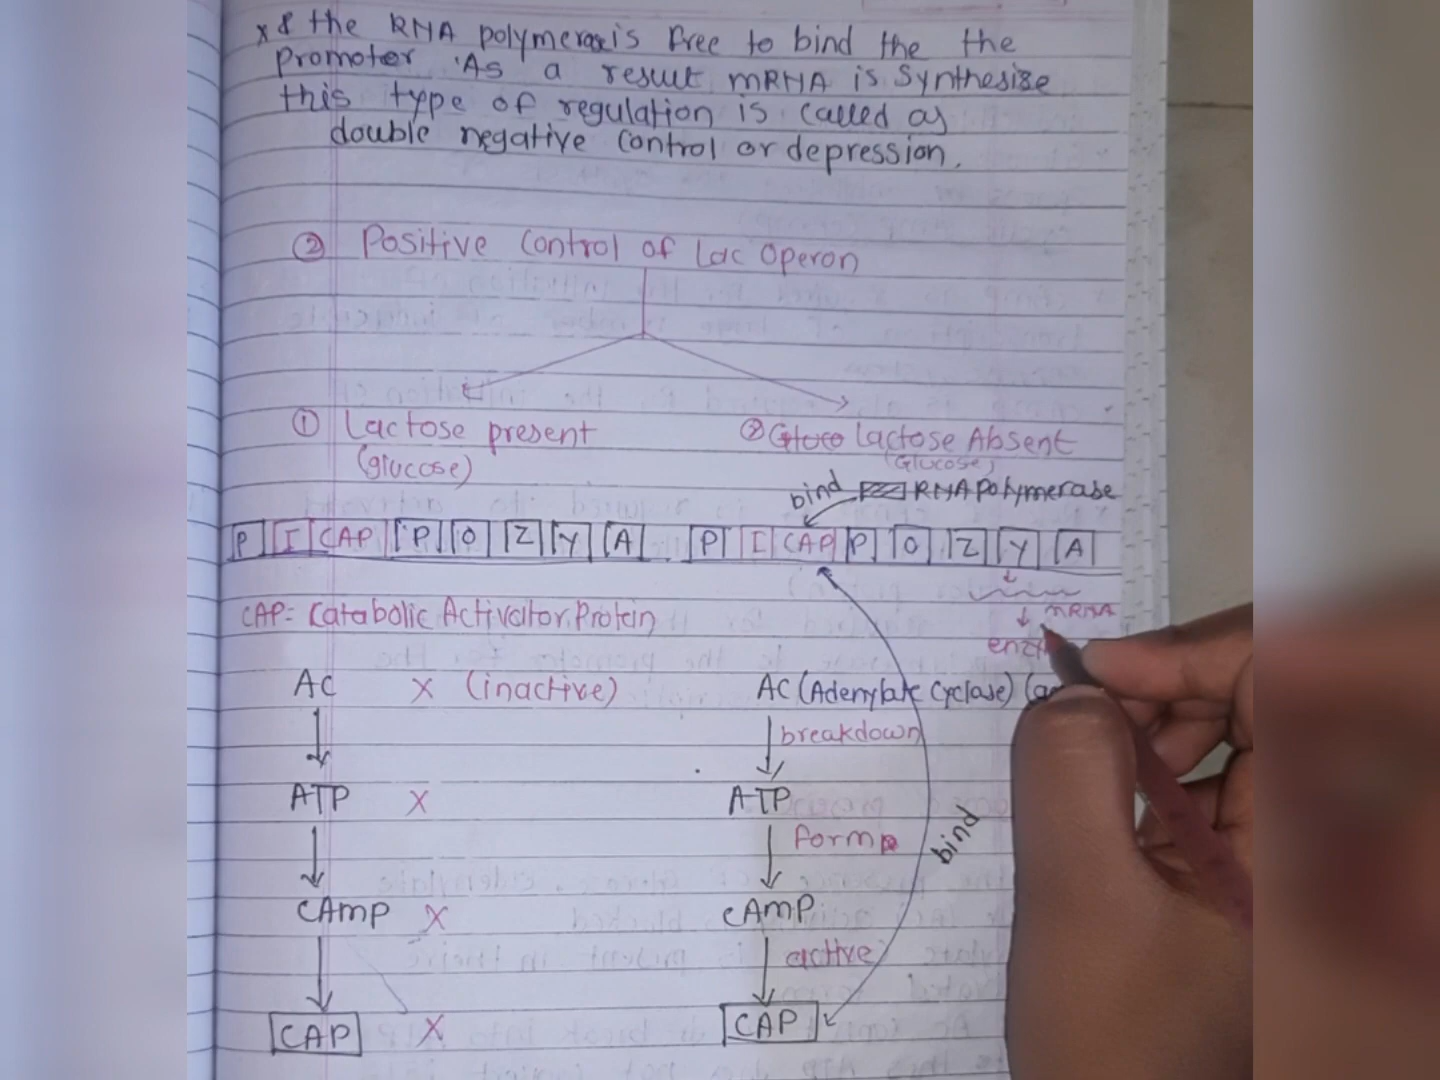 x & the RNA polymerase is free to bind the the
promoter. As a result mRNA is Synthesize
this type of regulation is called as
double negative control or depression.
② Positive Control of Lac Operon
① Lactose present
(glucose)
② Lactose Absent
(Glucose)
bind RNA polymerase
P I CAP P O Z Y A
P I CAP P O Z Y A
mRNA
CAP = Catabolic Activator Protein
AC X (inactive)
AC (Adenylate Cyclase)
breakdown
ATP X
ATP
form
bind
CAMP X
CAMP
active
CAP X
CAP